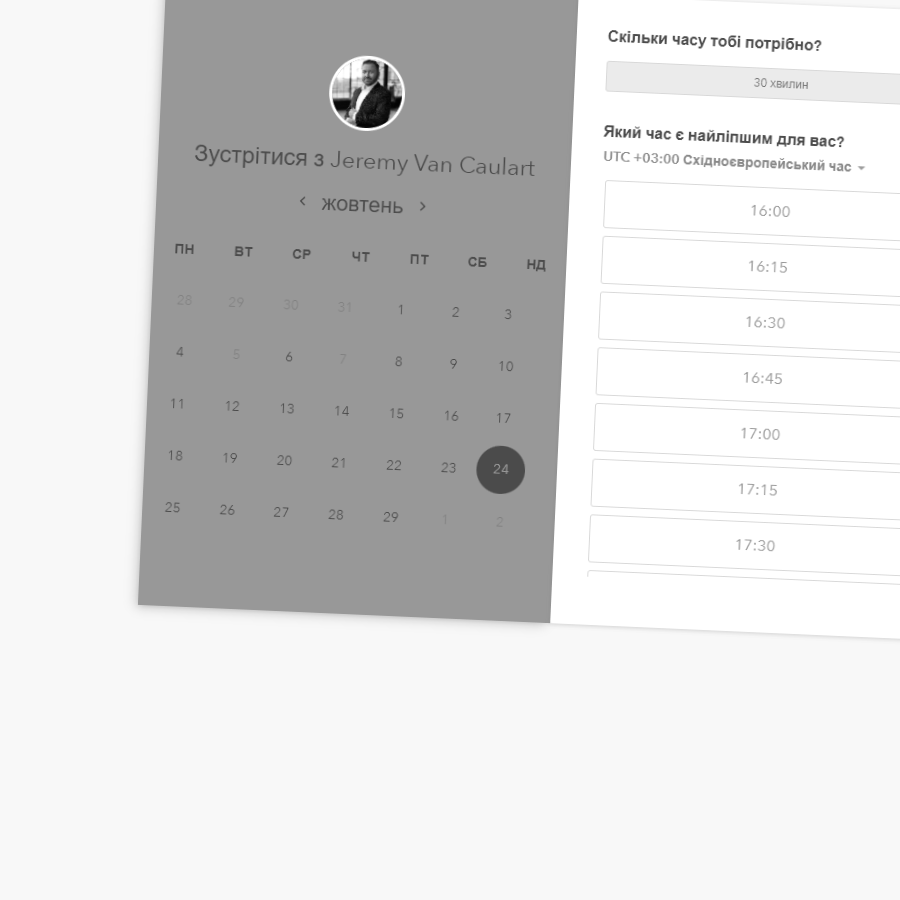 Зустрітися з Jeremy Van Caulart
‹ жовтень ›
ПН ВТ СР ЧТ ПТ СБ НД
28 29 30 31 1 2 3
4 5 6 7 8 9 10
11 12 13 14 15 16 17
18 19 20 21 22 23 24
25 26 27 28 29 1 2
Скільки часу тобі потрібно?
30 хвилин
Який час є найліпшим для вас?
UTC +03:00 Східноєвропейський час
16:00
16:15
16:30
16:45
17:00
17:15
17:30